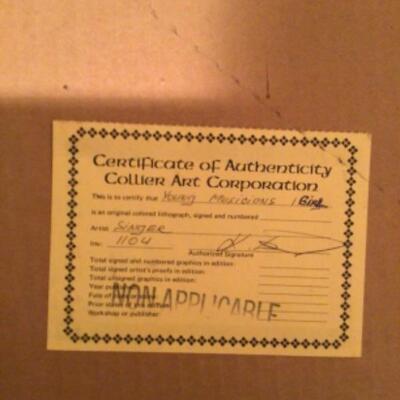 Certificate of Authenticity
Collier Art Corporation
This is to certify that Young Musicians / Girl
is an original colored lithograph, signed and numbered
Artist Singer
Inv. 1104
Authorized Signature
Total signed and numbered graphics in edition:
Total signed artist's proofs in edition:
Total unsigned graphics in edition:
Year
NON APPLICABLE
Workshop or publisher: